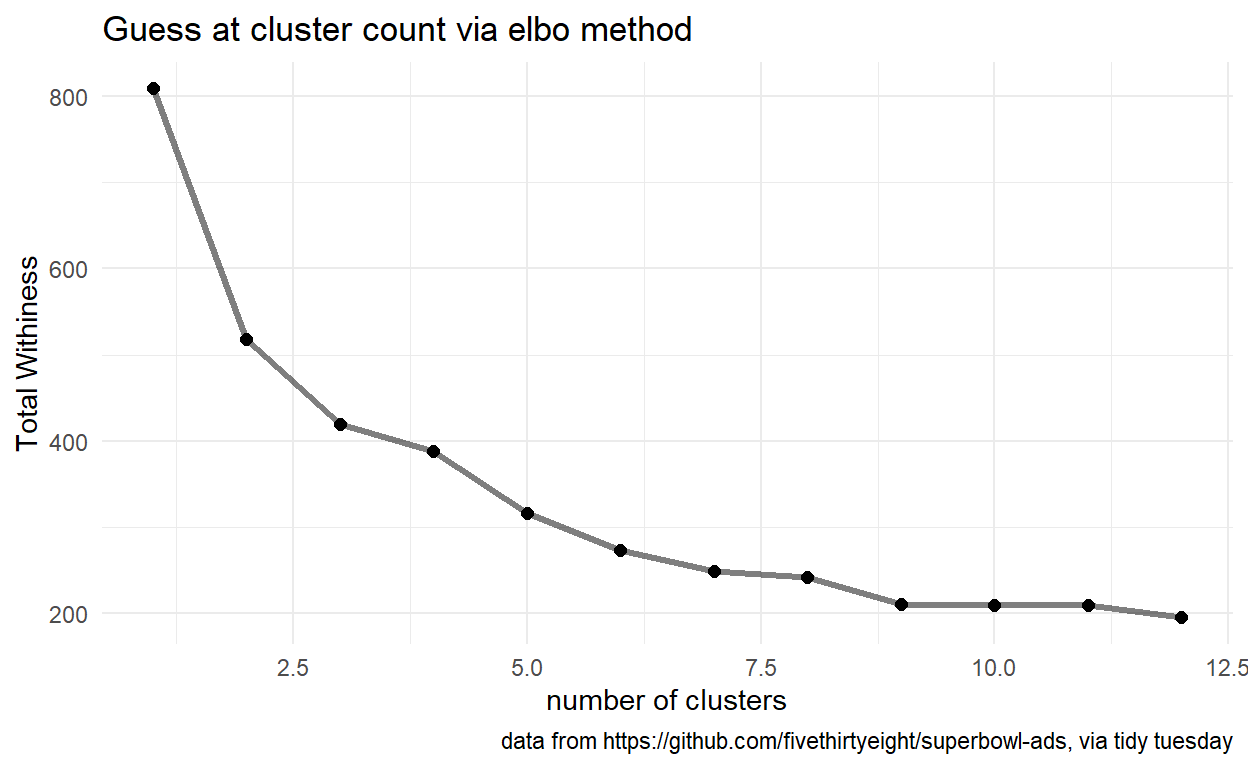 Guess at cluster count via elbo method
Total Withiness
800
600
400
200
2.5 5.0 7.5 10.0 12.5
number of clusters
data from https://github.com/fivethirtyeight/superbowl-ads, via tidy tuesday